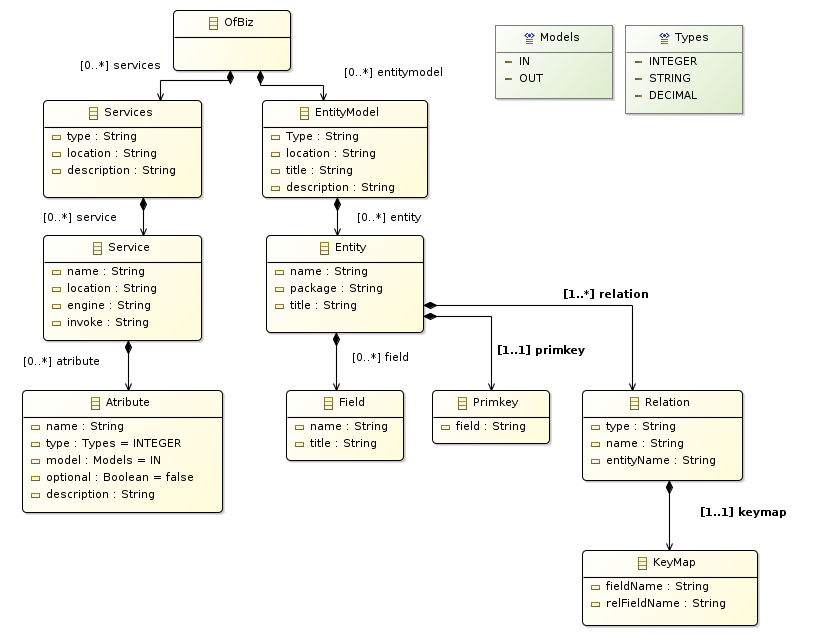 OfBiz
[0..*] services
[0..*] entitymodel
Models
IN
OUT
Types
INTEGER
STRING
DECIMAL
Services
type : String
location : String
description : String
EntityModel
Type : String
location : String
title : String
description : String
[0..*] service
[0..*] entity
Service
name : String
location : String
engine : String
invoke : String
Entity
name : String
package : String
title : String
[1..*] relation
[1..1] primkey
[0..*] atribute
[0..*] field
Atribute
name : String
type : Types = INTEGER
model : Models = IN
optional : Boolean = false
description : String
Field
name : String
title : String
Primkey
field : String
Relation
type : String
name : String
entityName : String
[1..1] keymap
KeyMap
fieldName : String
relFieldName : String